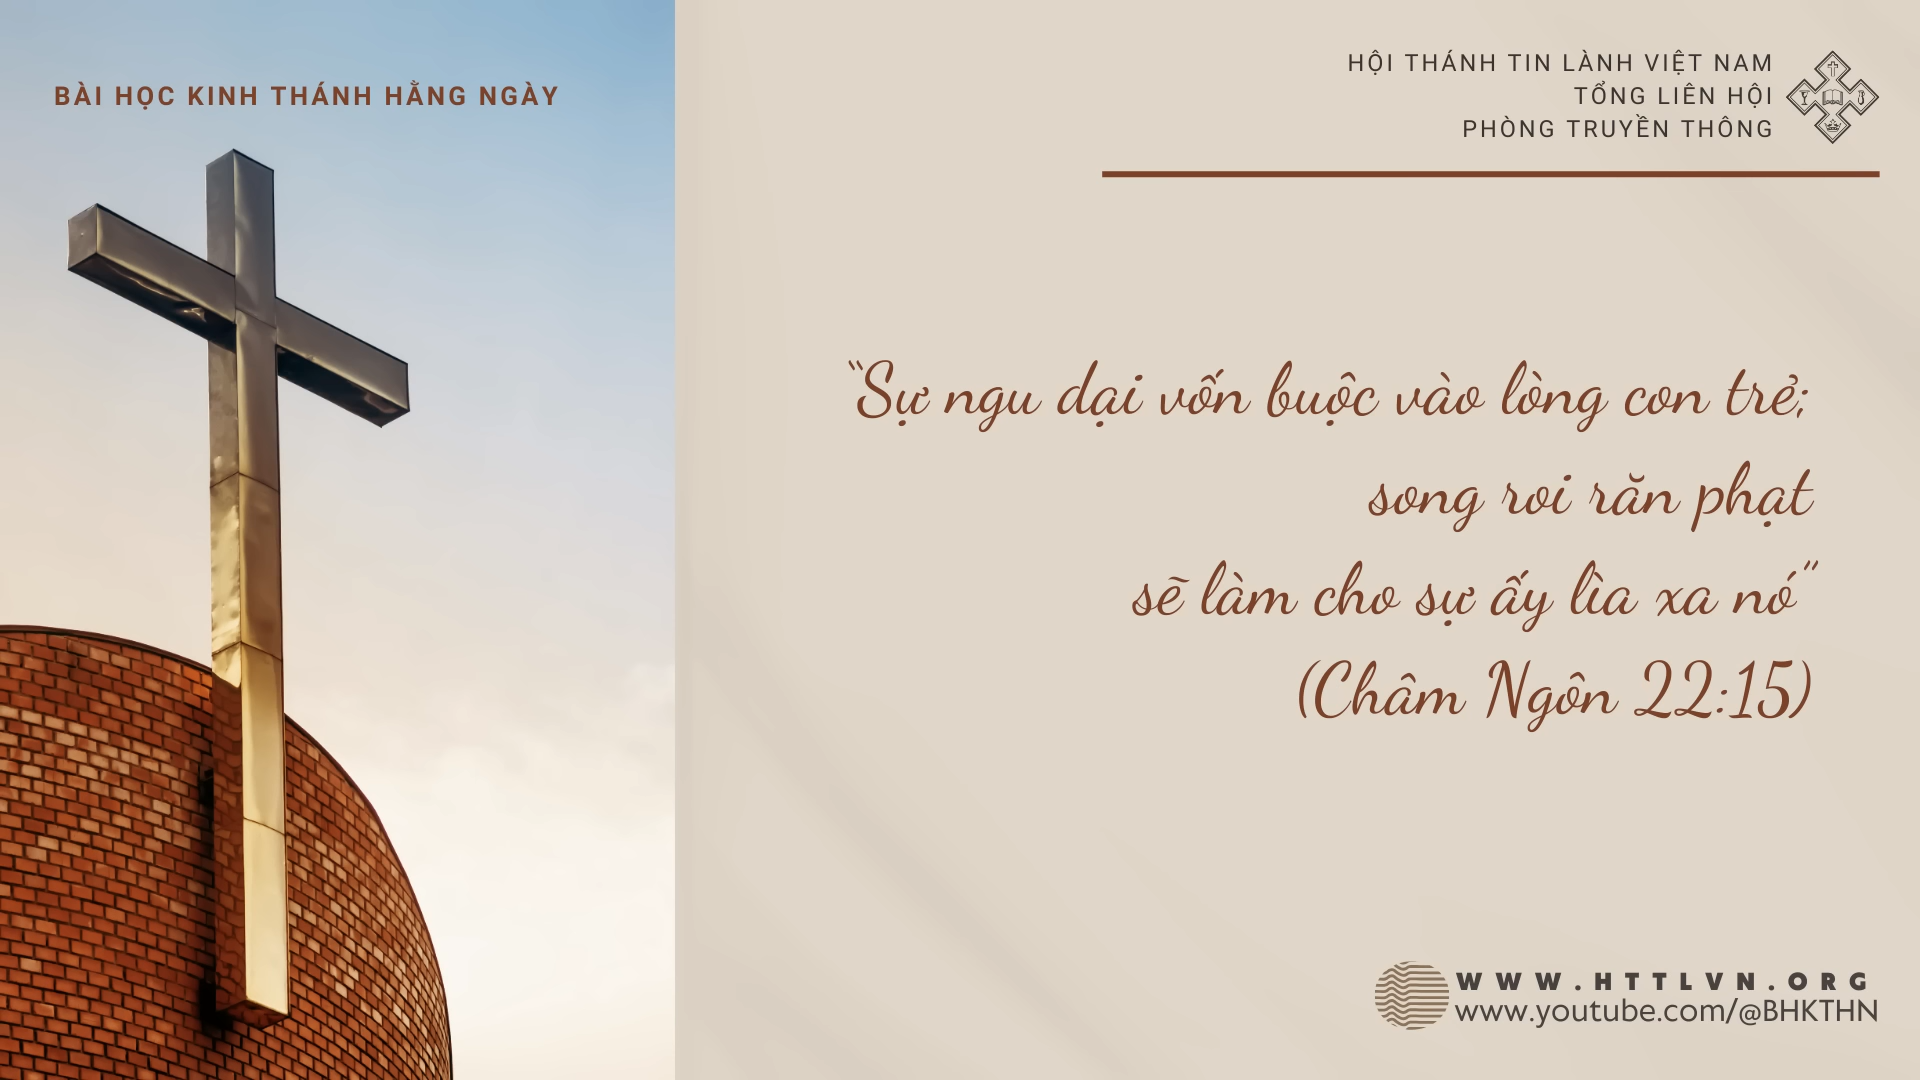 BÀI HỌC KINH THÁNH HẰNG NGÀY
HỘI THÁNH TIN LÀNH VIỆT NAM
TỔNG LIÊN HỘI
PHÒNG TRUYỀN THÔNG
“Sự ngu dại vốn buộc vào lòng con trẻ;
song roi răn phạt
sẽ làm cho sự ấy lìa xa nó”
(Châm Ngôn 22:15)
WWW.HTTLVN.ORG
www.youtube.com/@BHKTHN